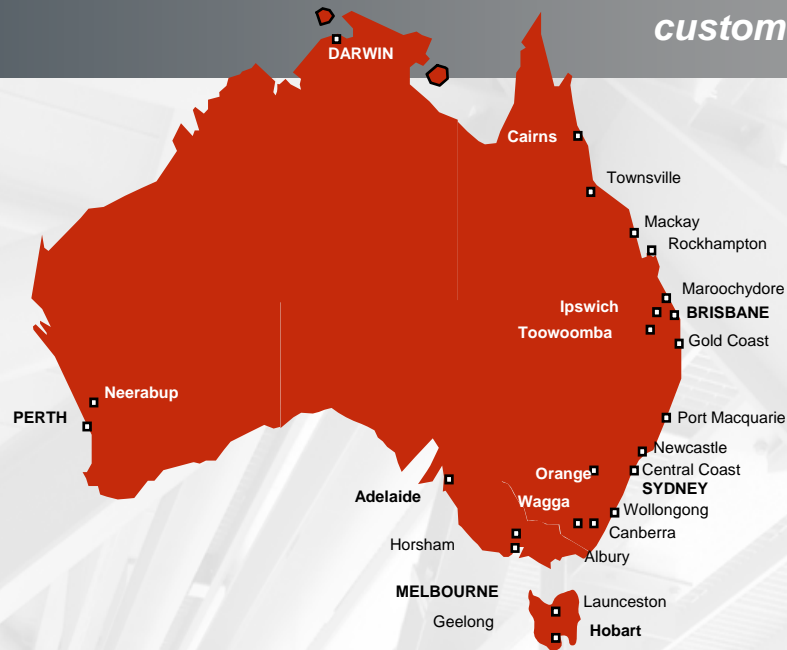 custom
DARWIN
Cairns
Townsville
Mackay
Rockhampton
Maroochydore
Ipswich
BRISBANE
Toowoomba
Gold Coast
Neerabup
PERTH
Port Macquarie
Newcastle
Orange
Central Coast
SYDNEY
Adelaide
Wagga
Wollongong
Canberra
Horsham
Albury
MELBOURNE
Launceston
Geelong
Hobart